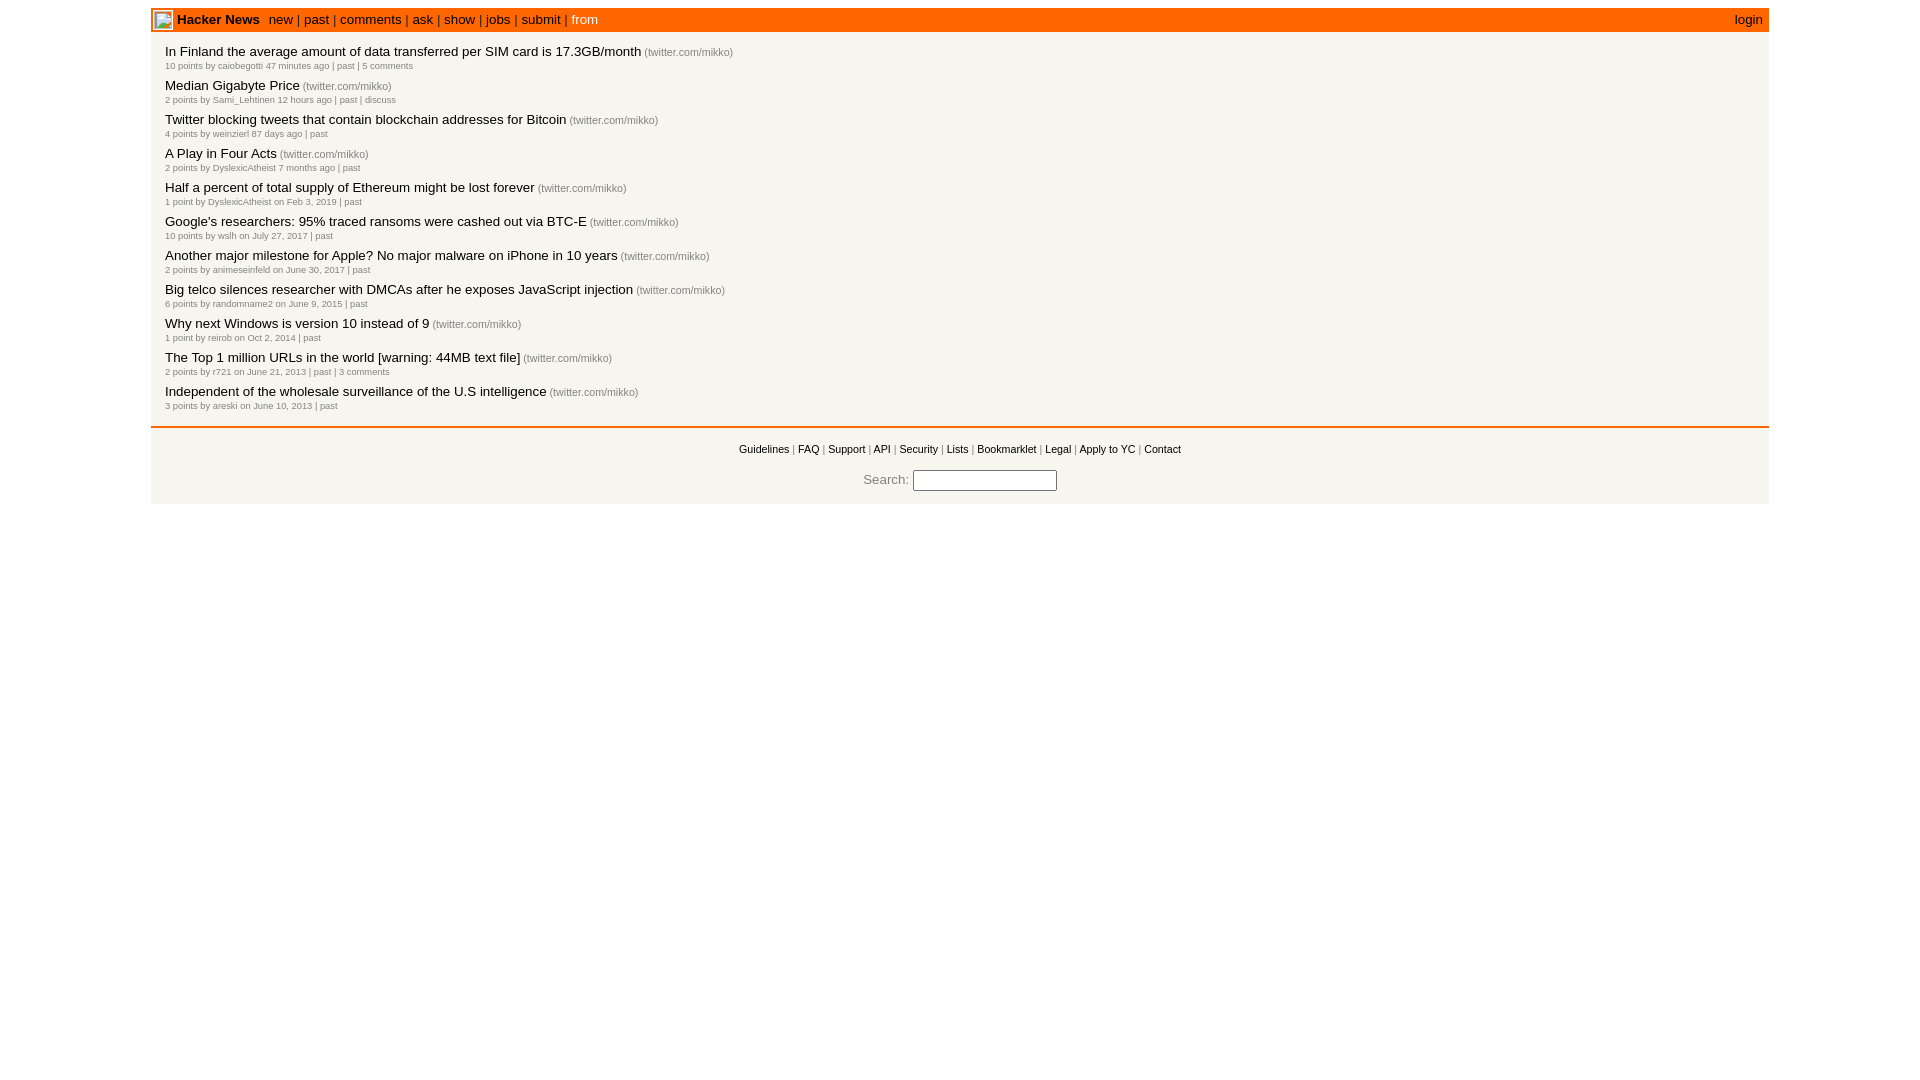 Hacker News new | past | comments | ask | show | jobs | submit | from login
In Finland the average amount of data transferred per SIM card is 17.3GB/month (twitter.com/mikko)
10 points by caiobegotti 47 minutes ago | past | 5 comments
Median Gigabyte Price (twitter.com/mikko)
2 points by Sami_Lehtinen 12 hours ago | past | discuss
Twitter blocking tweets that contain blockchain addresses for Bitcoin (twitter.com/mikko)
4 points by weinzierl 87 days ago | past
A Play in Four Acts (twitter.com/mikko)
2 points by DyslexicAtheist 7 months ago | past
Half a percent of total supply of Ethereum might be lost forever (twitter.com/mikko)
1 point by DyslexicAtheist on Feb 3, 2019 | past
Google's researchers: 95% traced ransoms were cashed out via BTC-E (twitter.com/mikko)
10 points by wslh on July 27, 2017 | past
Another major milestone for Apple? No major malware on iPhone in 10 years (twitter.com/mikko)
2 points by animeseinfeld on June 30, 2017 | past
Big telco silences researcher with DMCAs after he exposes JavaScript injection (twitter.com/mikko)
6 points by randomname2 on June 9, 2015 | past
Why next Windows is version 10 instead of 9 (twitter.com/mikko)
1 point by reirob on Oct 2, 2014 | past
The Top 1 million URLs in the world [warning: 44MB text file] (twitter.com/mikko)
2 points by r721 on June 21, 2013 | past | 3 comments
Independent of the wholesale surveillance of the U.S intelligence (twitter.com/mikko)
3 points by areski on June 10, 2013 | past
Guidelines | FAQ | Support | API | Security | Lists | Bookmarklet | Legal | Apply to YC | Contact
Search: